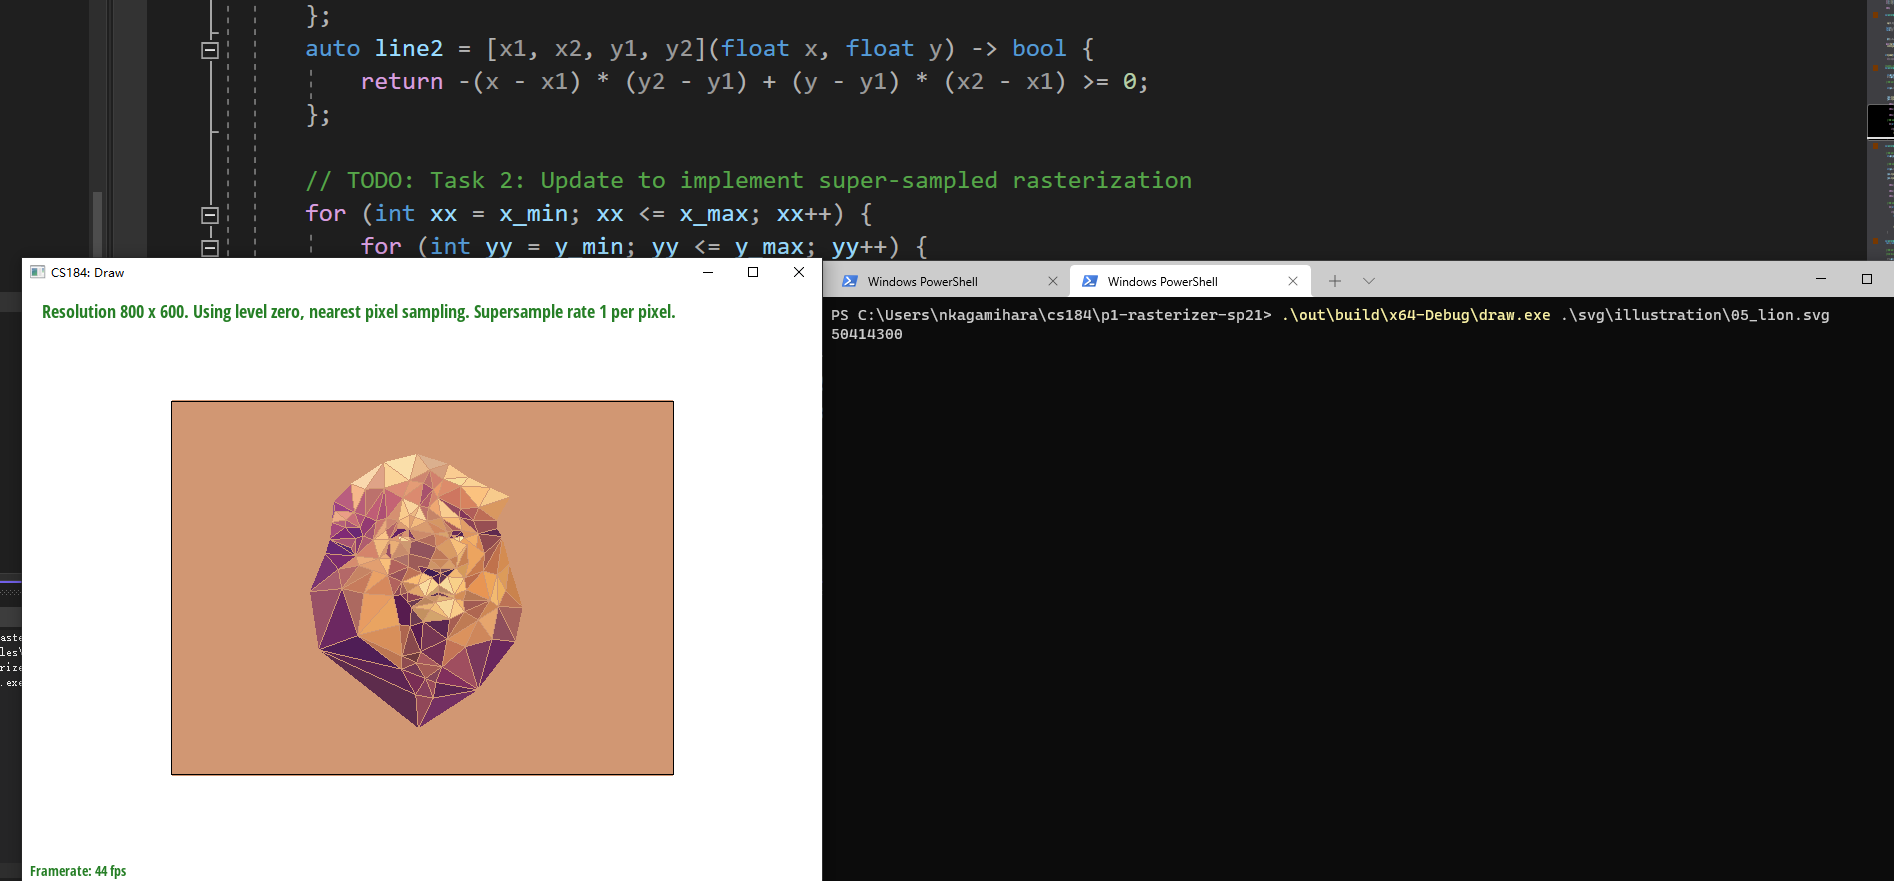 };
auto line2 = [x1, x2, y1, y2](float x, float y) -> bool {
return -(x - x1) * (y2 - y1) + (y - y1) * (x2 - x1) >= 0;
};
// TODO: Task 2: Update to implement super-sampled rasterization
for (int xx = x_min; xx <= x_max; xx++) {
for (int yy = y_min; yy <= y_max; yy++) {
CS184: Draw
Resolution 800 x 600. Using level zero, nearest pixel sampling. Supersample rate 1 per pixel.
Framerate: 44 fps
Windows PowerShell
Windows PowerShell
PS C:\Users\nkagamihara\cs184\p1-rasterizer-sp21> .\out\build\x64-Debug\draw.exe .\svg\illustration\05_lion.svg
50414300
aste
les\
rize
.exe